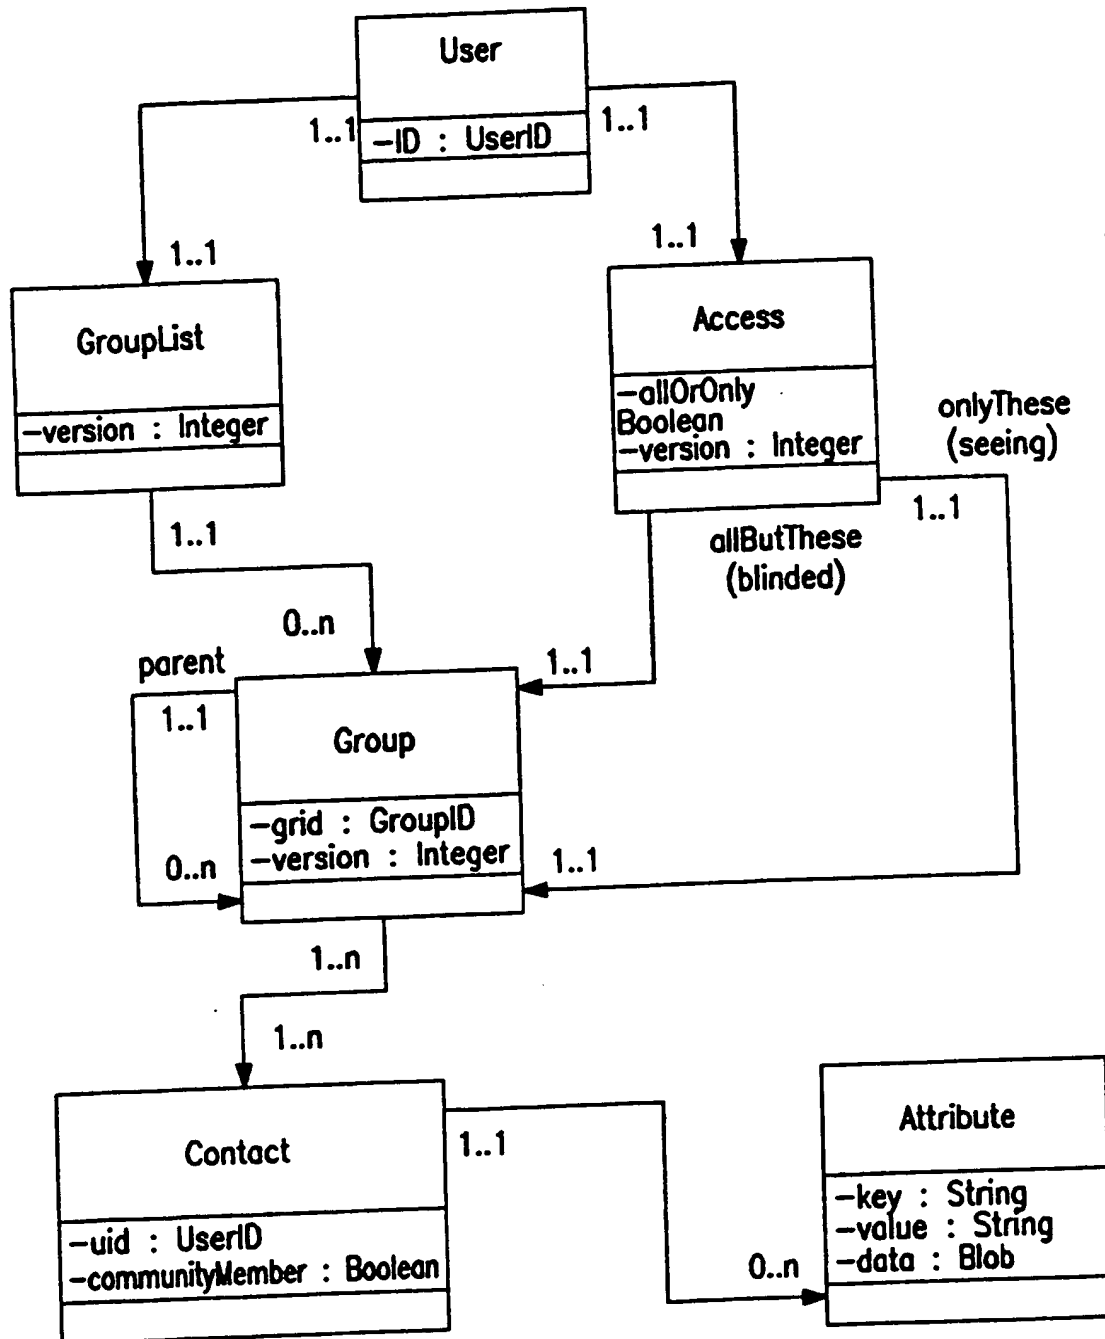 User
-ID : UserID
1..1
1..1
1..1
1..1
GroupList
-version : Integer
Access
-allOrOnly
Boolean
-version : Integer
onlyThese
(seeing)
1..1
1..1
allButThese
(blinded)
0..n
parent
1..1
1..1
Group
-grid : GroupID
-version : Integer
0..n
1..1
1..n
1..n
Contact
-uid : UserID
-communityMember : Boolean
1..1
Attribute
-key : String
-value : String
-data : Blob
0..n